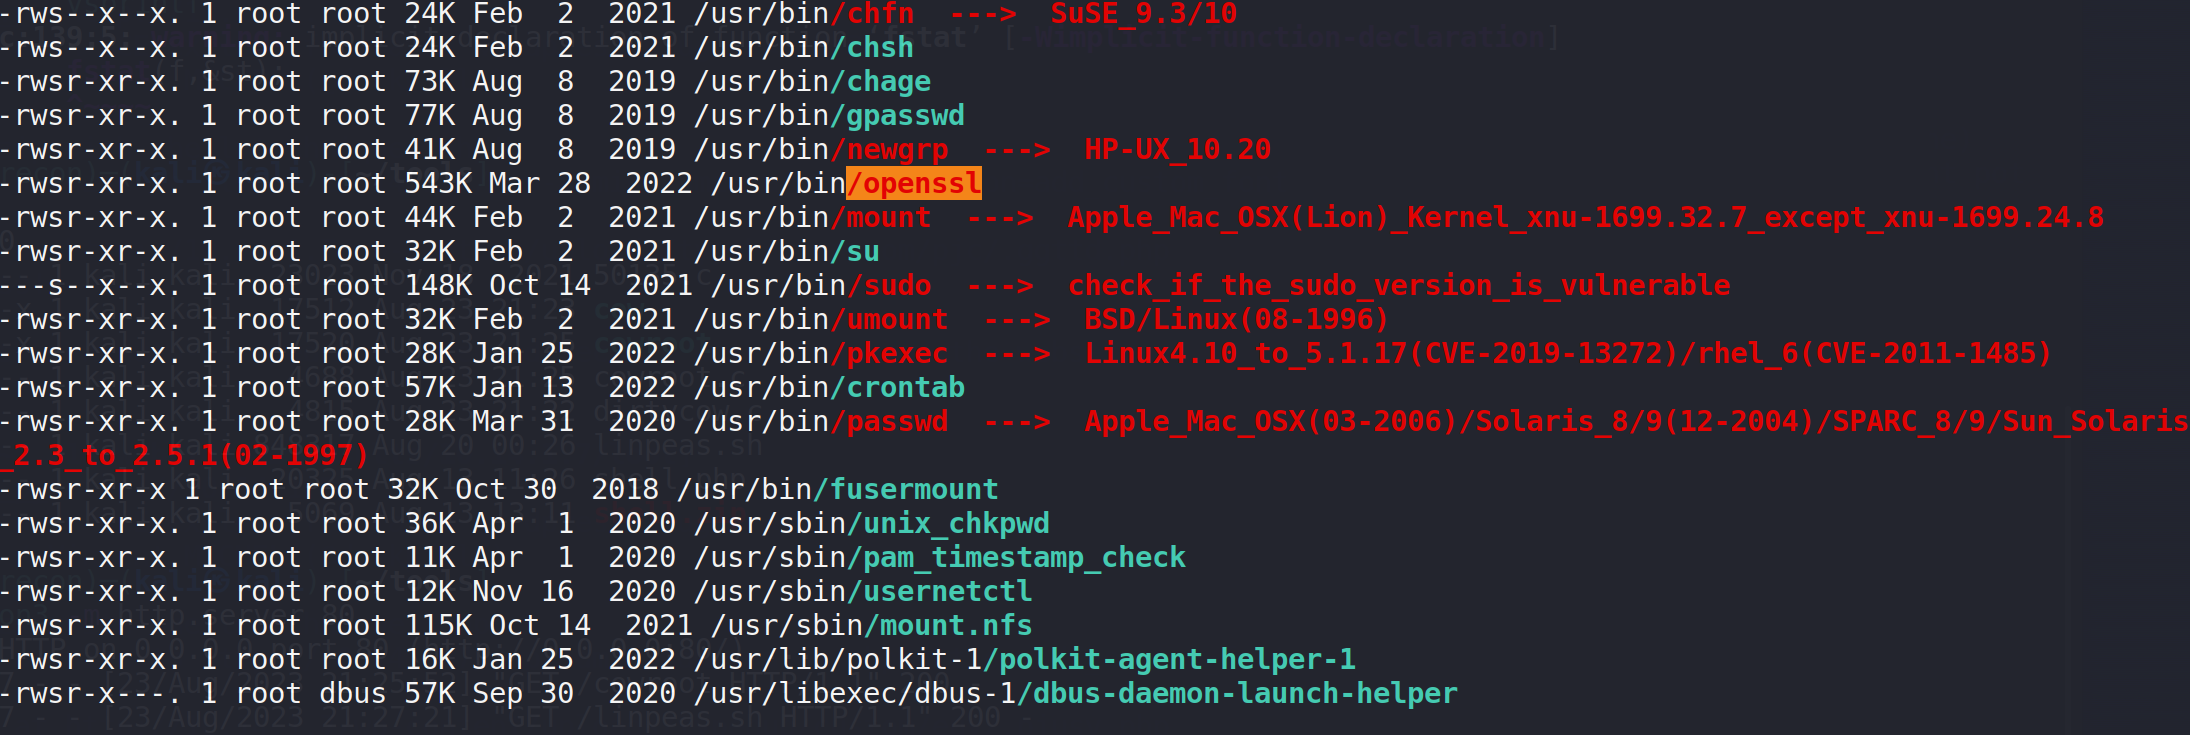 -rws--x--x. 1 root root 24K Feb  2  2021 /usr/bin/chfn  --->  SuSE_9.3/10
-rws--x--x. 1 root root 24K Feb  2  2021 /usr/bin/chsh
-rwsr-xr-x. 1 root root 73K Aug  8  2019 /usr/bin/chage
-rwsr-xr-x. 1 root root 77K Aug  8  2019 /usr/bin/gpasswd
-rwsr-xr-x. 1 root root 41K Aug  8  2019 /usr/bin/newgrp  --->  HP-UX_10.20
-rwsr-xr-x. 1 root root 543K Mar 28  2022 /usr/bin/openssl
-rwsr-xr-x. 1 root root 44K Feb  2  2021 /usr/bin/mount  --->  Apple_Mac_OSX(Lion)_Kernel_xnu-1699.32.7_except_xnu-1699.24.8
-rwsr-xr-x. 1 root root 32K Feb  2  2021 /usr/bin/su
---s--x--x. 1 root root 148K Oct 14  2021 /usr/bin/sudo  --->  check_if_the_sudo_version_is_vulnerable
-rwsr-xr-x. 1 root root 32K Feb  2  2021 /usr/bin/umount  --->  BSD/Linux(08-1996)
-rwsr-xr-x. 1 root root 28K Jan 25  2022 /usr/bin/pkexec  --->  Linux4.10_to_5.1.17(CVE-2019-13272)/rhel_6(CVE-2011-1485)
-rwsr-xr-x. 1 root root 57K Jan 13  2022 /usr/bin/crontab
-rwsr-xr-x. 1 root root 28K Mar 31  2020 /usr/bin/passwd  --->  Apple_Mac_OSX(03-2006)/Solaris_8/9(12-2004)/SPARC_8/9/Sun_Solaris
_2.3_to_2.5.1(02-1997)
-rwsr-xr-x 1 root root 32K Oct 30  2018 /usr/bin/fusermount
-rwsr-xr-x. 1 root root 36K Apr  1  2020 /usr/sbin/unix_chkpwd
-rwsr-xr-x. 1 root root 11K Apr  1  2020 /usr/sbin/pam_timestamp_check
-rwsr-xr-x. 1 root root 12K Nov 16  2020 /usr/sbin/usernetctl
-rwsr-xr-x. 1 root root 115K Oct 14  2021 /usr/sbin/mount.nfs
-rwsr-xr-x. 1 root root 16K Jan 25  2022 /usr/lib/polkit-1/polkit-agent-helper-1
-rwsr-x---. 1 root dbus 57K Sep 30  2020 /usr/libexec/dbus-1/dbus-daemon-launch-helper